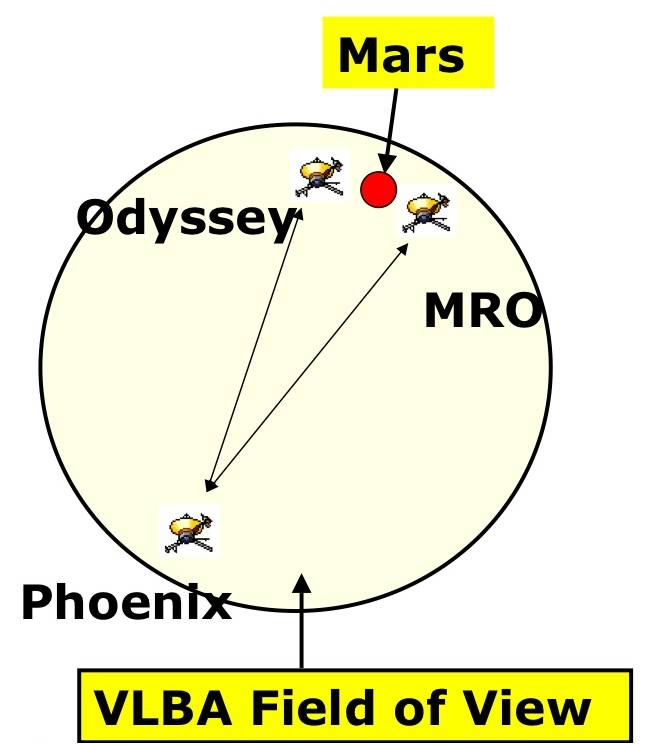 Mars
Odyssey
MRO
Phoenix
VLBA Field of View